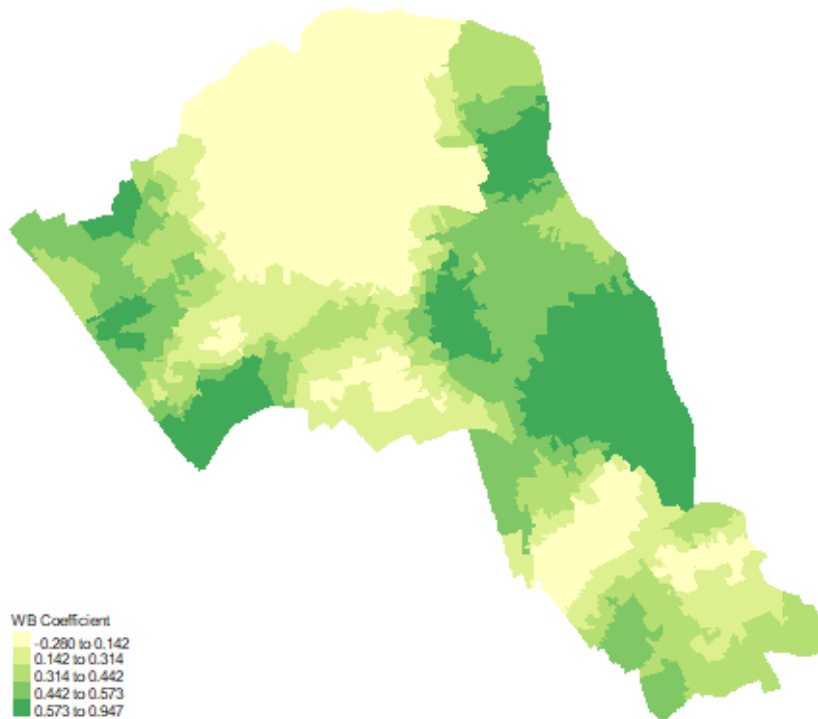 WB Coefficient
-0.280 to 0.142
0.142 to 0.314
0.314 to 0.442
0.442 to 0.573
0.573 to 0.947